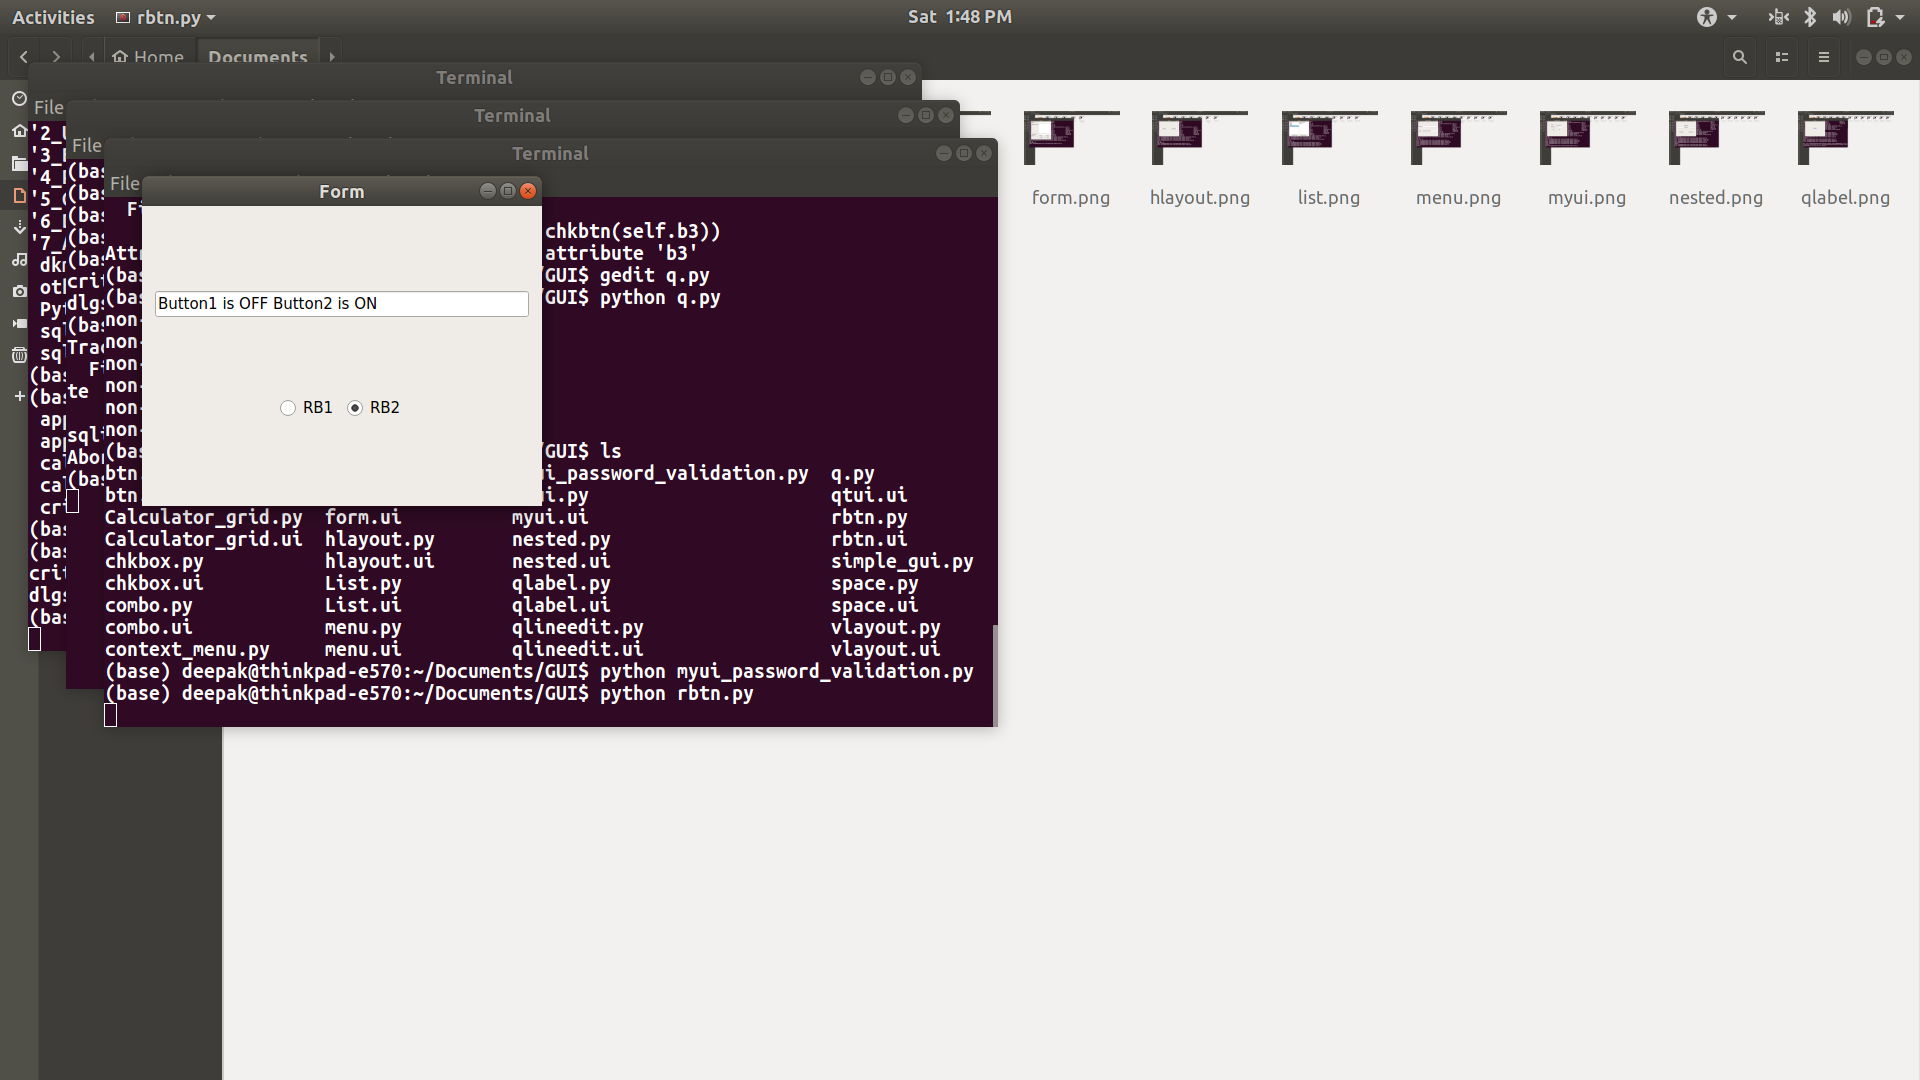 Activities rbtn.py Sat 1:48 PM
Home Documents
Terminal
File
Terminal
File
Terminal
File
Form
Button1 is OFF Button2 is ON
RB1 RB2
chkbtn(self.b3))
attribute 'b3'
/GUI$ gedit q.py
/GUI$ python q.py
/GUI$ ls
ui_password_validation.py q.py
ui.py qtui.ui
Calculator_grid.py form.ui myui.ui rbtn.py
Calculator_grid.ui hlayout.py nested.py rbtn.ui
chkbox.py hlayout.ui nested.ui simple_gui.py
chkbox.ui List.py qlabel.py space.py
combo.py List.ui qlabel.ui space.ui
combo.ui menu.py qlineedit.py vlayout.py
context_menu.py menu.ui qlineedit.ui vlayout.ui
(base) deepak@thinkpad-e570:~/Documents/GUI$ python myui_password_validation.py
(base) deepak@thinkpad-e570:~/Documents/GUI$ python rbtn.py
form.png hlayout.png list.png menu.png myui.png nested.png qlabel.png